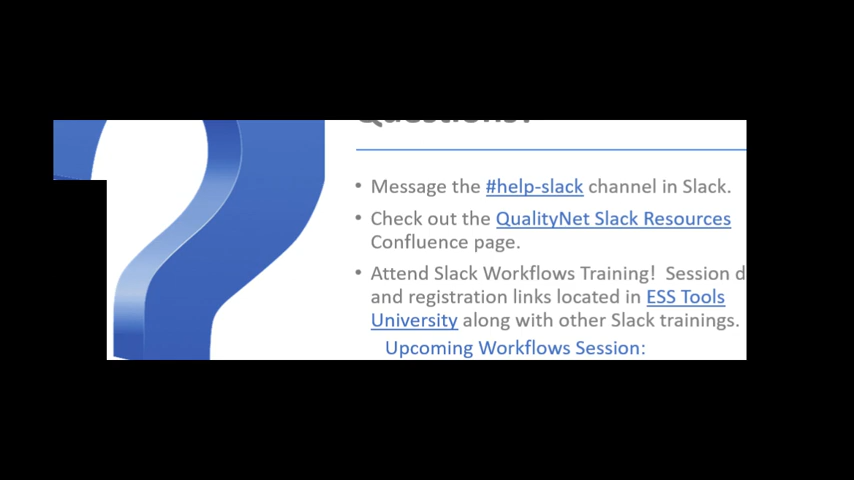 Questions?
• Message the #help-slack channel in Slack.
• Check out the QualityNet Slack Resources
Confluence page.
• Attend Slack Workflows Training! Session d
and registration links located in ESS Tools
University along with other Slack trainings.
Upcoming Workflows Session: